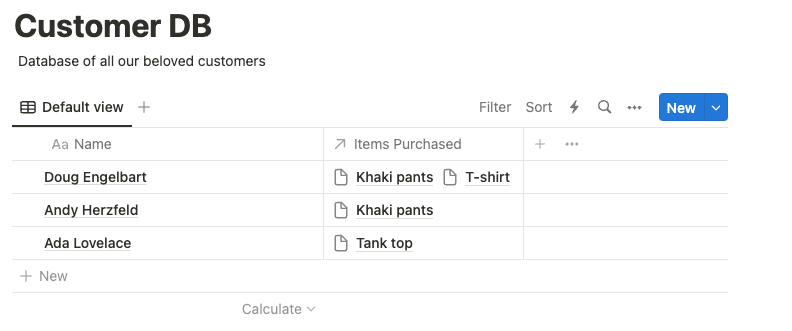 Customer DB
Database of all our beloved customers
Default view Filter Sort New
Aa Name Items Purchased
Doug Engelbart Khaki pants T-shirt
Andy Herzfeld Khaki pants
Ada Lovelace Tank top
New
Calculate